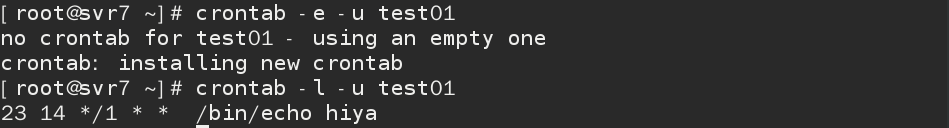 [root@svr7 ~]# crontab -e -u test01
no crontab for test01 - using an empty one
crontab: installing new crontab
[root@svr7 ~]# crontab -l -u test01
23 14 */1 * *  /bin/echo hiya